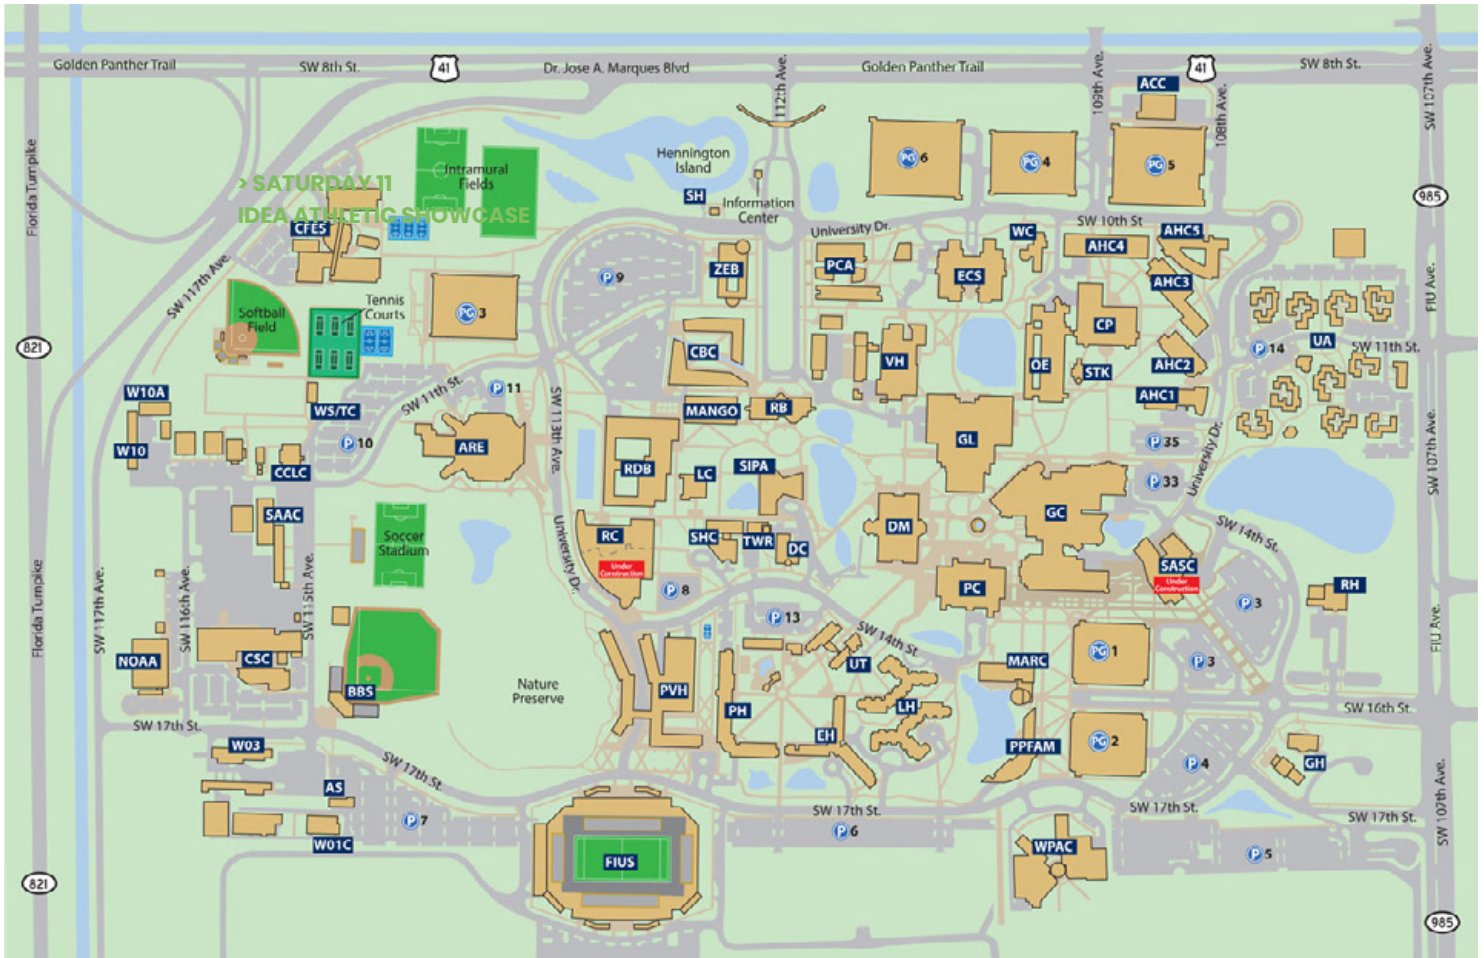 Golden Panther Trail
SW 8th St.
41
Dr. Jose A. Marques Blvd
112th Ave.
Golden Panther Trail
109th Ave.
41
SW 8th St.
SW 107th Ave.
ACC
108th Ave.
Florida Turnpike
Intramural
Fields
Hennington
Island
SH
Information
Center
PG 6
PG 4
PG 5
985
> SATURDAY 11
IDEA ATHLETIC SHOWCASE
CFES
University Dr.
SW 10th St
WC
AHC4
AHC5
SW 117th Ave.
P 9
ZEB
PCA
ECS
AHC3
FIU Ave.
Softball
Field
Tennis
Courts
PG 3
CP
821
CBC
VH
OE
STK
AHC2
P 14
UA
SW 11th St.
W10A
WS/TC
SW 11th St.
P 11
SW 113th Ave.
MANGO
RB
AHC1
W10
P 10
ARE
GL
P 35
University Dr.
SW 107th Ave.
CCLC
RDB
LC
SIPA
P 33
SAAC
Soccer
Stadium
University Dr.
RC
Under
Construction
SHC
TWR
DC
DM
GC
SW 14th St.
SASC
Under
Construction
RH
Florida Turnpike
SW 117th Ave.
SW 116th Ave.
SW 115th Ave.
P 8
PC
P 3
P 13
SW 14th St.
FIU Ave.
NOAA
CSC
BBS
Nature
Preserve
PVH
PH
UT
LH
MARC
PG 1
P 3
SW 17th St.
EH
PPFAM
PG 2
SW 16th St.
W03
SW 17th St.
P 4
GH
AS
P 7
SW 17th St.
P 6
SW 17th St.
SW 17th St.
SW 107th Ave.
W01C
FIUS
WPAC
P 5
821
985